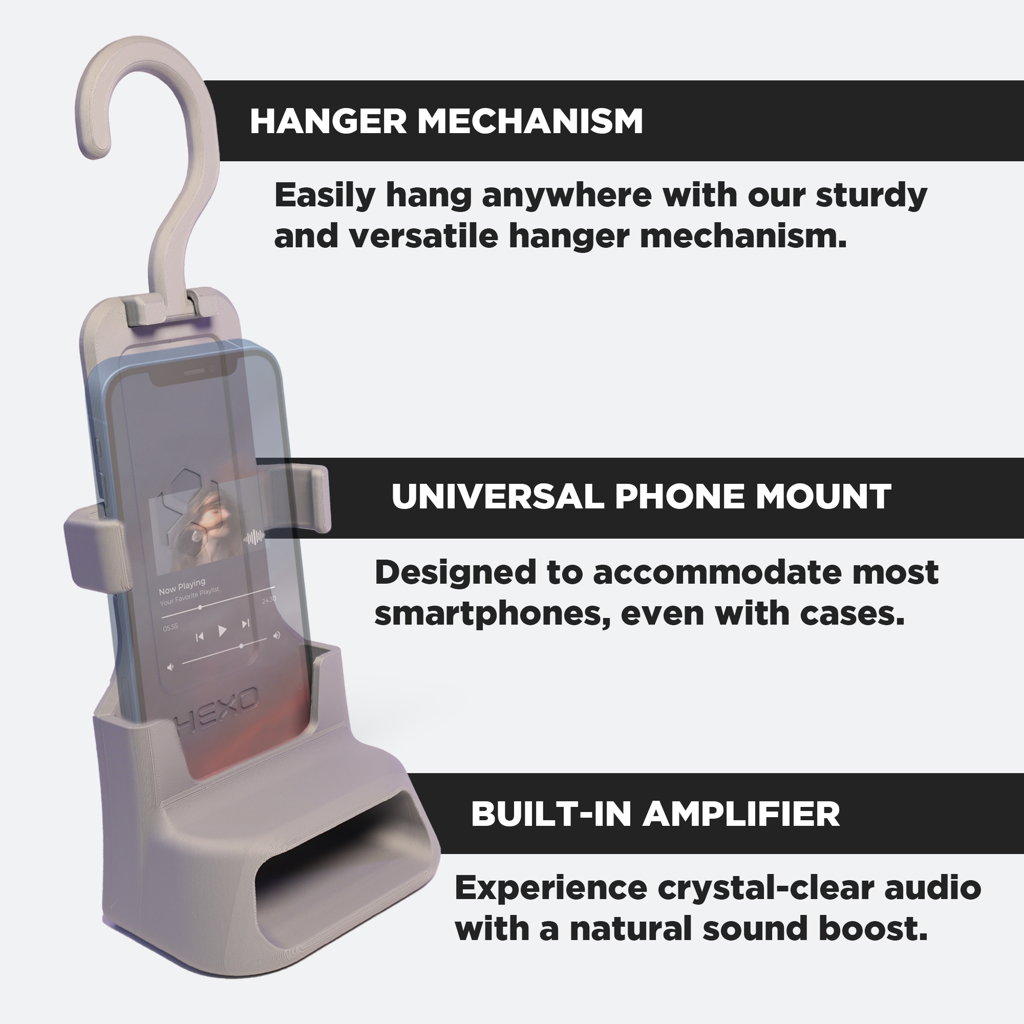 HANGER MECHANISM
Easily hang anywhere with our sturdy
and versatile hanger mechanism.
UNIVERSAL PHONE MOUNT
Designed to accommodate most
smartphones, even with cases.
Now Playing
Your Favorite Playlist
05:55
24:10
HEXO
BUILT-IN AMPLIFIER
Experience crystal-clear audio
with a natural sound boost.